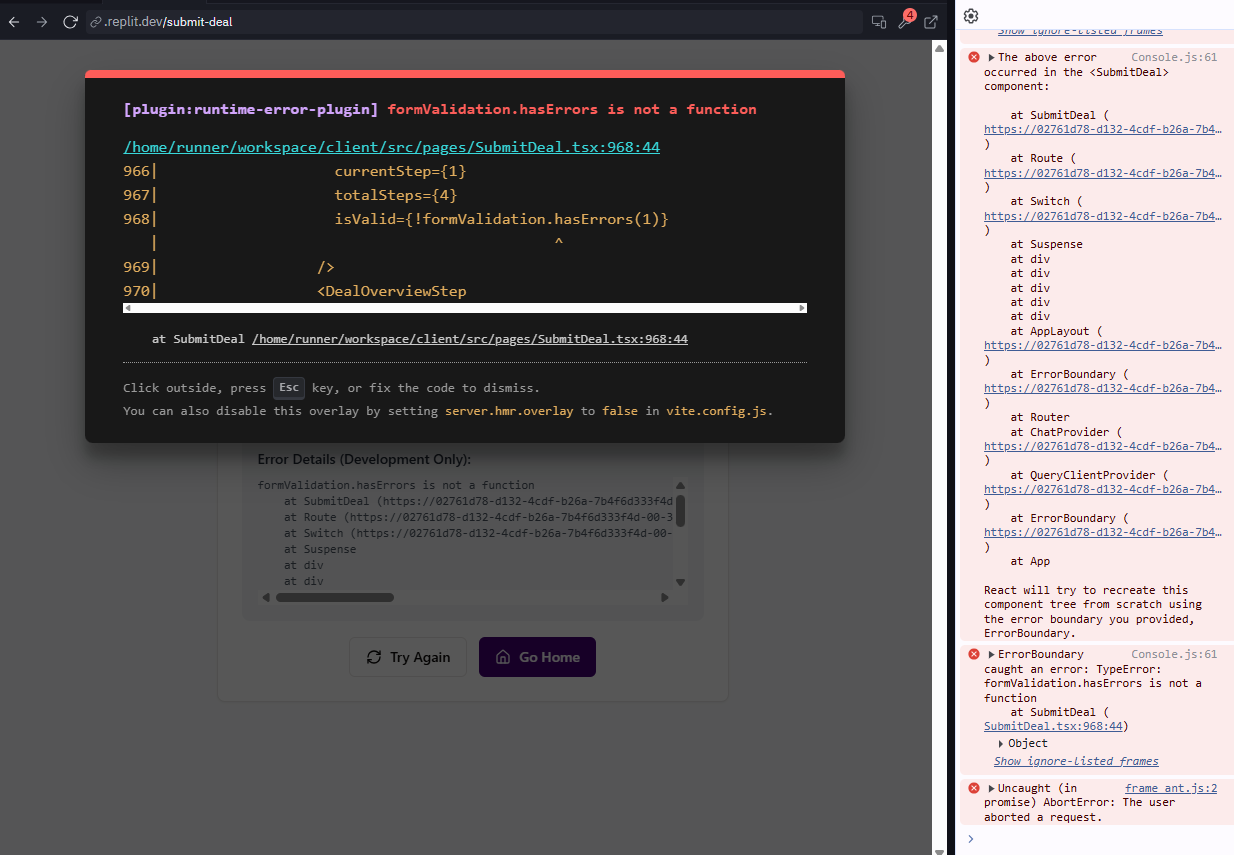 .replit.dev/submit-deal
4
[plugin:runtime-error-plugin] formValidation.hasErrors is not a function
/home/runner/workspace/client/src/pages/SubmitDeal.tsx:968:44
966|                     currentStep={1}
967|                     totalSteps={4}
968|                     isValid={!formValidation.hasErrors(1)}
   |                                               ^
969|                   />
970|                   <DealOverviewStep
at SubmitDeal /home/runner/workspace/client/src/pages/SubmitDeal.tsx:968:44
Click outside, press Esc key, or fix the code to dismiss.
You can also disable this overlay by setting server.hmr.overlay to false in vite.config.js.
Error Details (Development Only):
formValidation.hasErrors is not a function
at SubmitDeal (https://02761d78-d132-4cdf-b26a-7b4f6d333f4d
at Route (https://02761d78-d132-4cdf-b26a-7b4f6d333f4d-00-3
at Switch (https://02761d78-d132-4cdf-b26a-7b4f6d333f4d-00-
at Suspense
at div
at div
Try Again
Go Home
Show ignore-listed frames
The above error Console.js:61
occurred in the <SubmitDeal>
component:
at SubmitDeal (
https://02761d78-d132-4cdf-b26a-7b4…
)
at Route (
https://02761d78-d132-4cdf-b26a-7b4…
)
at Switch (
https://02761d78-d132-4cdf-b26a-7b4…
)
at Suspense
at div
at div
at div
at div
at div
at AppLayout (
https://02761d78-d132-4cdf-b26a-7b4…
)
at ErrorBoundary (
https://02761d78-d132-4cdf-b26a-7b4…
)
at Router
at ChatProvider (
https://02761d78-d132-4cdf-b26a-7b4…
)
at QueryClientProvider (
https://02761d78-d132-4cdf-b26a-7b4…
)
at ErrorBoundary (
https://02761d78-d132-4cdf-b26a-7b4…
)
at App
React will try to recreate this
component tree from scratch using
the error boundary you provided,
ErrorBoundary.
ErrorBoundary Console.js:61
caught an error: TypeError:
formValidation.hasErrors is not a
function
at SubmitDeal (
SubmitDeal.tsx:968:44)
Object
Show ignore-listed frames
Uncaught (in frame_ant.js:2
promise) AbortError: The user
aborted a request.